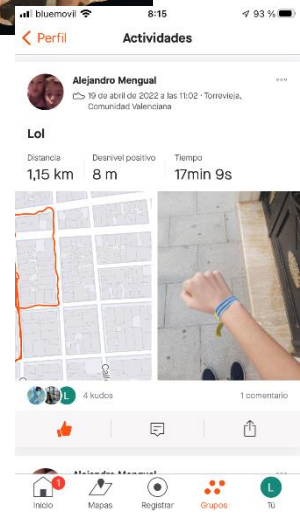 bluemovil 8:15 93 %
Perfil Actividades
Alejandro Mengual
19 de abril de 2022 a las 11:02 · Torrevieja,
Comunidad Valenciana
Lol
Distancia Desnivel positivo Tiempo
1,15 km 8 m 17min 9s
Calle
L 4 kudos 1 comentario
Alejandro Mengual
1
Inicio Mapas Registrar Grupos Tú
L